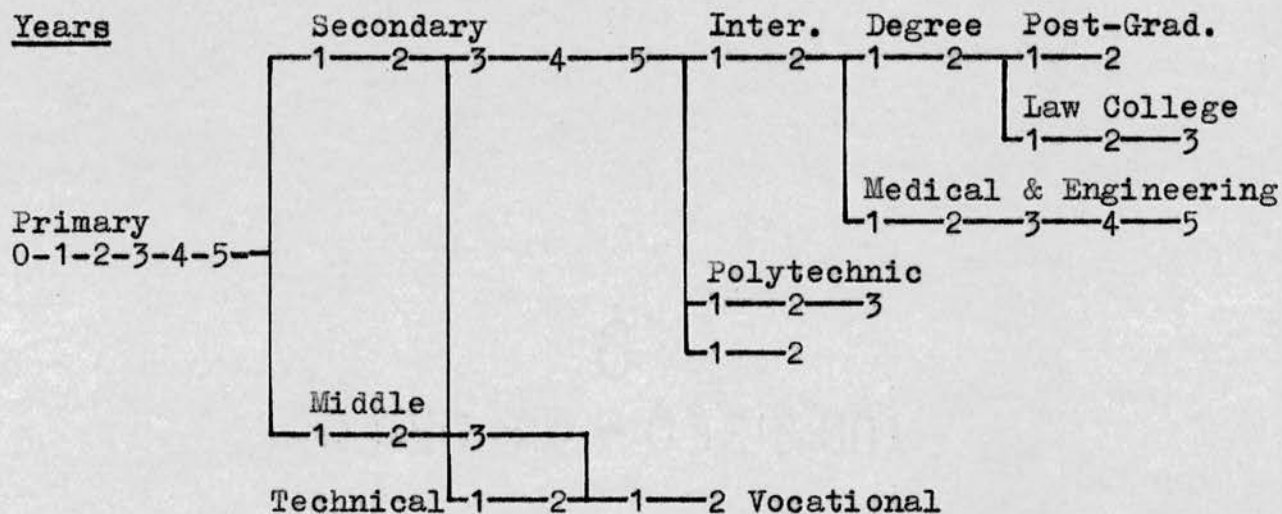 Years Secondary Inter. Degree Post-Grad.
1 2 3 4 5 1 2 1 2 1 2
Law College
1 2 3
Medical & Engineering
1 2 3 4 5
Primary
0-1-2-3-4-5-
Polytechnic
1 2 3
1 2
Middle
1 2 3
Technical 1 2 1 2 Vocational